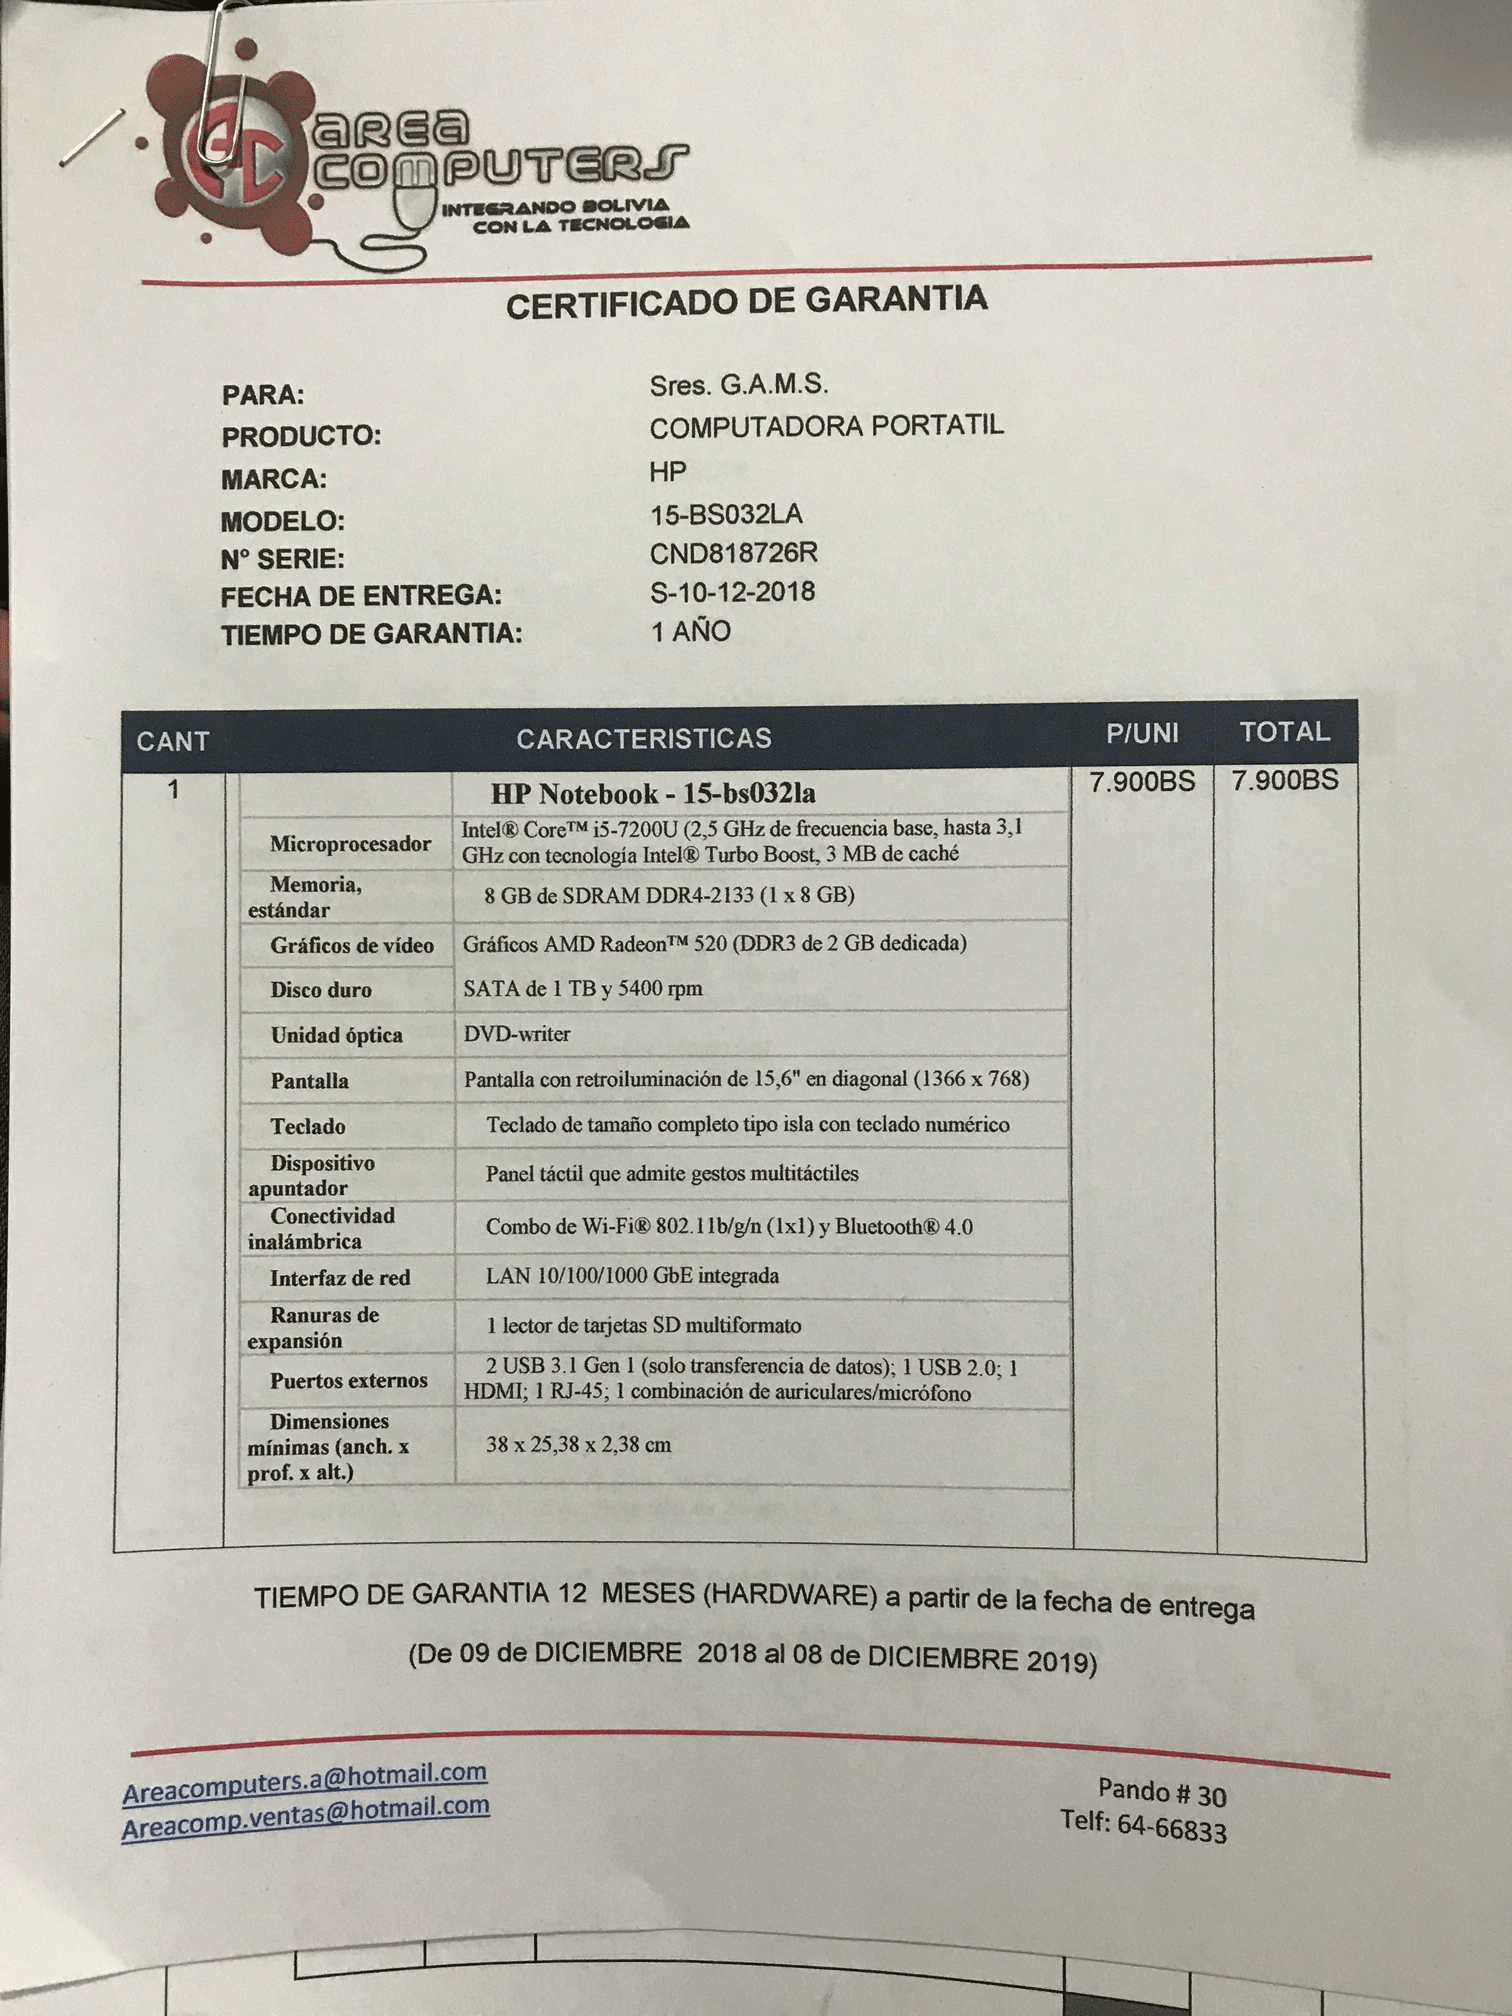 AREA
COMPUTERS
INTEGRANDO BOLIVIA
CON LA TECNOLOGIA
CERTIFICADO DE GARANTIA
PARA: Sres. G.A.M.S.
PRODUCTO: COMPUTADORA PORTATIL
MARCA: HP
MODELO: 15-BS032LA
Nº SERIE: CND818726R
FECHA DE ENTREGA: S-10-12-2018
TIEMPO DE GARANTIA: 1 AÑO
CANT CARACTERISTICAS P/UNI TOTAL
1 HP Notebook - 15-bs032la 7.900BS 7.900BS
Microprocesador Intel® Core™ i5-7200U (2,5 GHz de frecuencia base, hasta 3,1
GHz con tecnología Intel® Turbo Boost, 3 MB de caché
Memoria,
estándar 8 GB de SDRAM DDR4-2133 (1 x 8 GB)
Gráficos de vídeo Gráficos AMD Radeon™ 520 (DDR3 de 2 GB dedicada)
Disco duro SATA de 1 TB y 5400 rpm
Unidad óptica DVD-writer
Pantalla Pantalla con retroiluminación de 15,6" en diagonal (1366 x 768)
Teclado Teclado de tamaño completo tipo isla con teclado numérico
Dispositivo
apuntador Panel táctil que admite gestos multitáctiles
Conectividad
inalámbrica Combo de Wi-Fi® 802.11b/g/n (1x1) y Bluetooth® 4.0
Interfaz de red LAN 10/100/1000 GbE integrada
Ranuras de
expansión 1 lector de tarjetas SD multiformato
Puertos externos 2 USB 3.1 Gen 1 (solo transferencia de datos); 1 USB 2.0; 1
HDMI; 1 RJ-45; 1 combinación de auriculares/micrófono
Dimensiones
mínimas (anch. x 38 x 25,38 x 2,38 cm
prof. x alt.)
TIEMPO DE GARANTIA 12 MESES (HARDWARE) a partir de la fecha de entrega
(De 09 de DICIEMBRE 2018 al 08 de DICIEMBRE 2019)
Areacomputers.a@hotmail.com
Areacomp.ventas@hotmail.com
Pando # 30
Telf: 64-66833